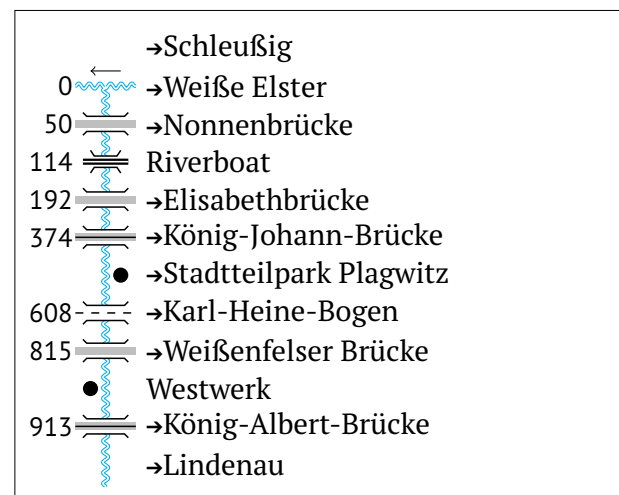 →Schleußig
0 →Weiße Elster
50 →Nonnenbrücke
114 Riverboat
192 →Elisabethbrücke
374 →König-Johann-Brücke
→Stadtteilpark Plagwitz
608 →Karl-Heine-Bogen
815 →Weißenfelser Brücke
Westwerk
913 →König-Albert-Brücke
→Lindenau